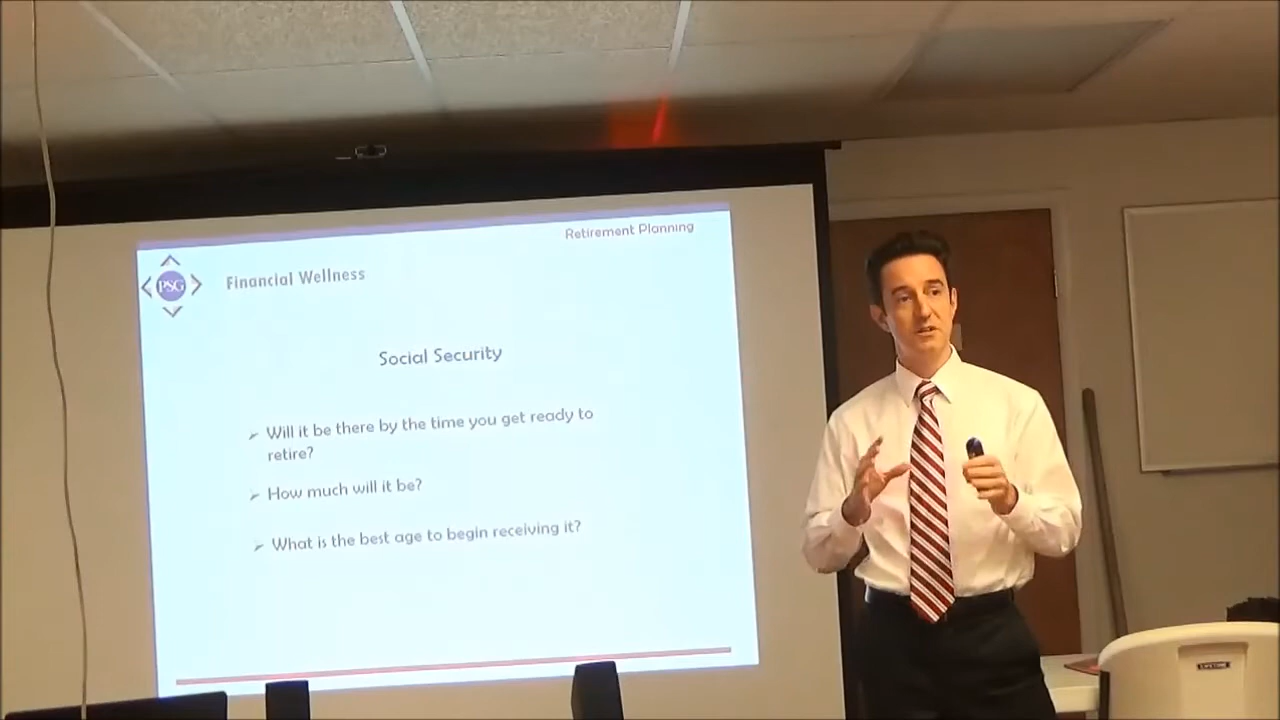 Retirement Planning
PSG
Financial Wellness
Social Security
Will it be there by the time you get ready to
retire?
How much will it be?
What is the best age to begin receiving it?
LIFETIME